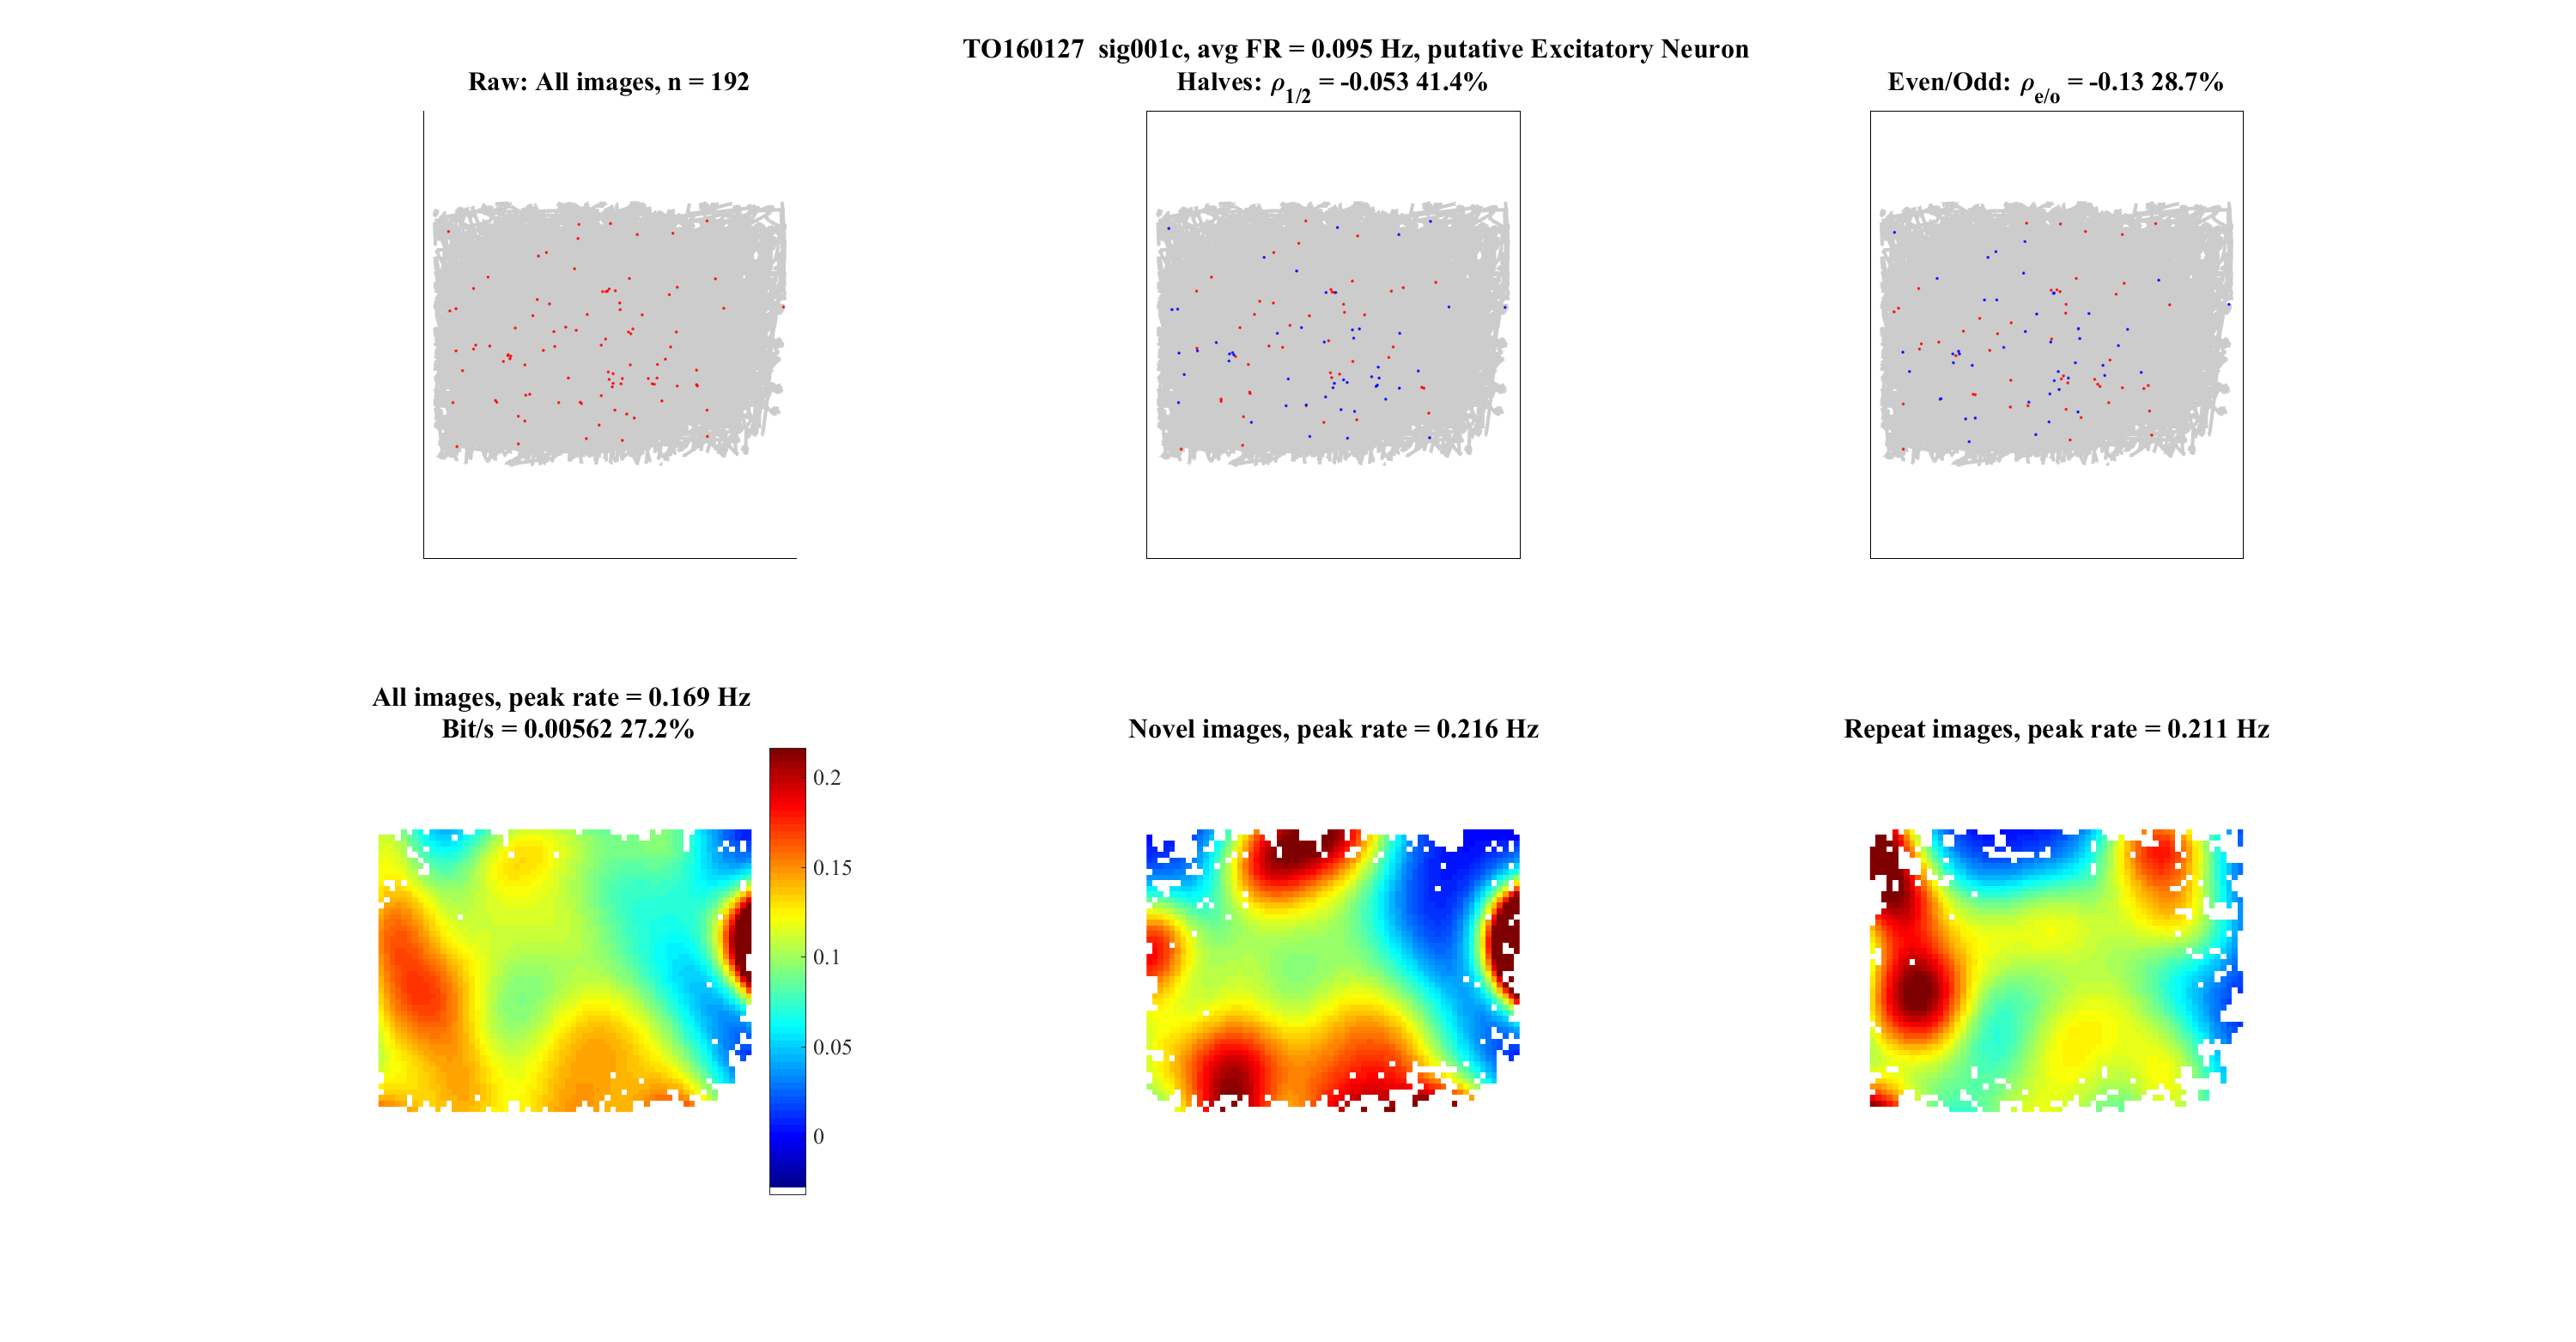 TO160127  sig001c, avg FR = 0.095 Hz, putative Excitatory Neuron
Raw: All images, n = 192
Halves: ρ1/2 = -0.053 41.4%
Even/Odd: ρe/o = -0.13 28.7%
All images, peak rate = 0.169 Hz
Bit/s = 0.00562 27.2%
Novel images, peak rate = 0.216 Hz
Repeat images, peak rate = 0.211 Hz
0.2
0.15
0.1
0.05
0